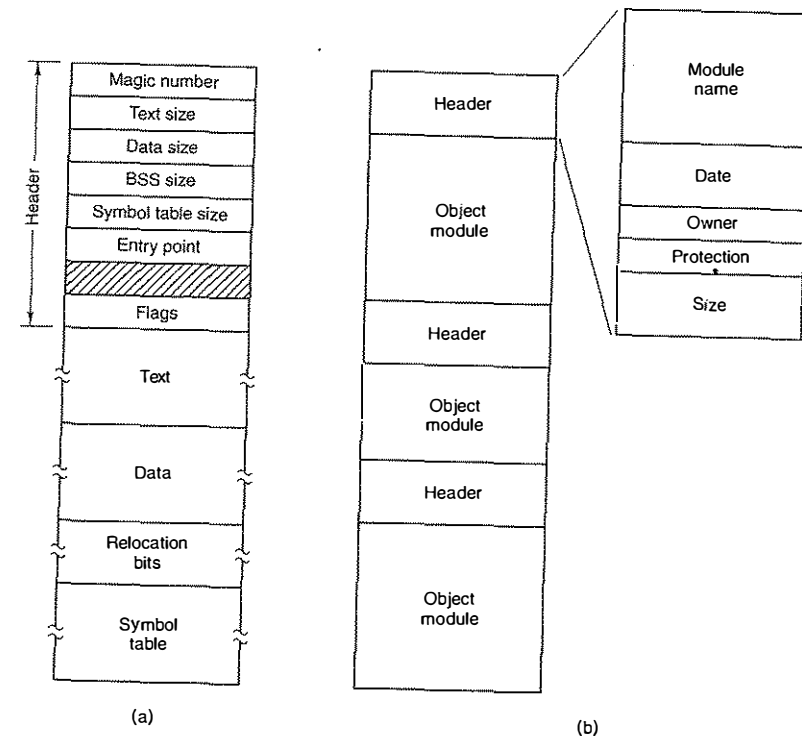 Header
Magic number
Text size
Data size
BSS size
Symbol table size
Entry point
Flags
Text
Data
Relocation
bits
Symbol
table
(a)
Header
Object
module
Header
Object
module
Header
Object
module
(b)
Module
name
Date
Owner
Protection
Size